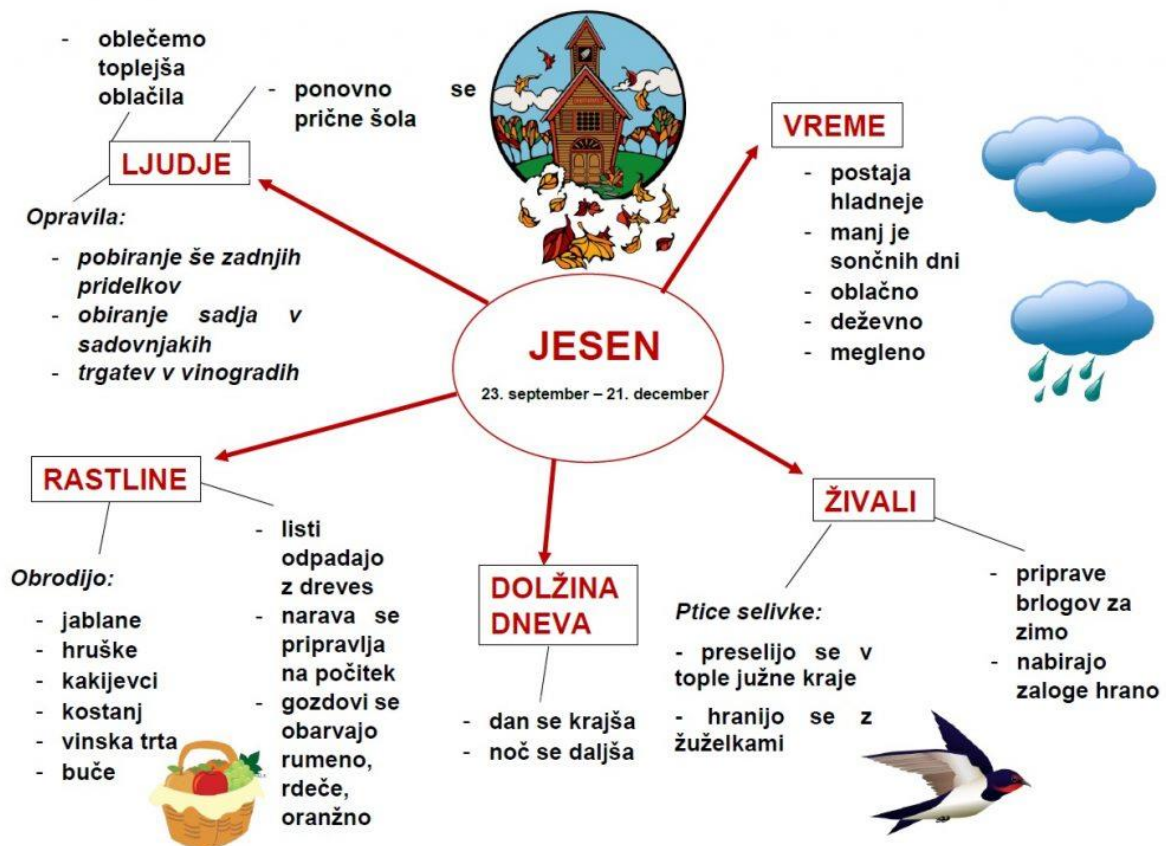 JESEN
23. september – 21. december
LJUDJE
- oblečemo
toplejša
oblačila
- ponovno se
prične šola
Opravila:
- pobiranje še zadnjih
pridelkov
- obiranje sadja v
sadovnjakih
- trgatev v vinogradih
VREME
- postaja
hladneje
- manj je
sončnih dni
- oblačno
- deževno
- megleno
RASTLINE
Obrodijo:
- jablane
- hruške
- kakijevci
- kostanj
- vinska trta
- buče
- listi
odpadajo
z dreves
- narava se
pripravlja
na počitek
- gozdovi se
obarvajo
rumeno,
rdeče,
oranžno
DOLŽINA
DNEVA
- dan se krajša
- noč se daljša
ŽIVALI
Ptice selivke:
- preselijo se v
tople južne kraje
- hranijo se z
žuželkami
- priprave
brlogov za
zimo
- nabirajo
zaloge hrano